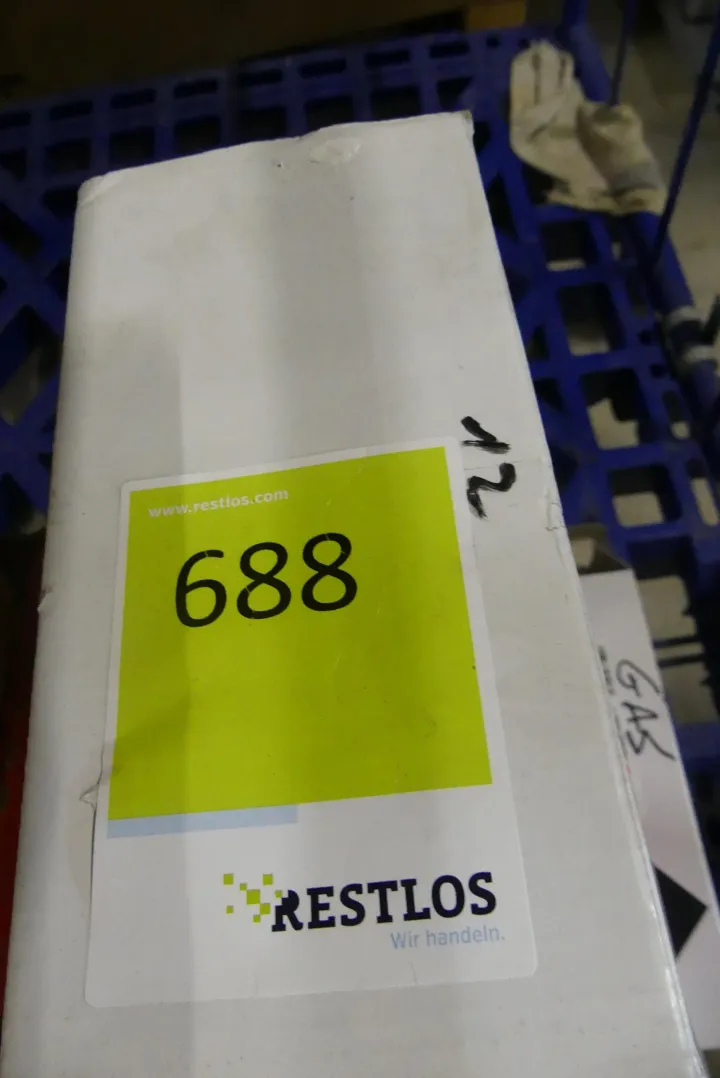 www.restlos.com
688
12
RESTLOS
Wir handeln.
GAS